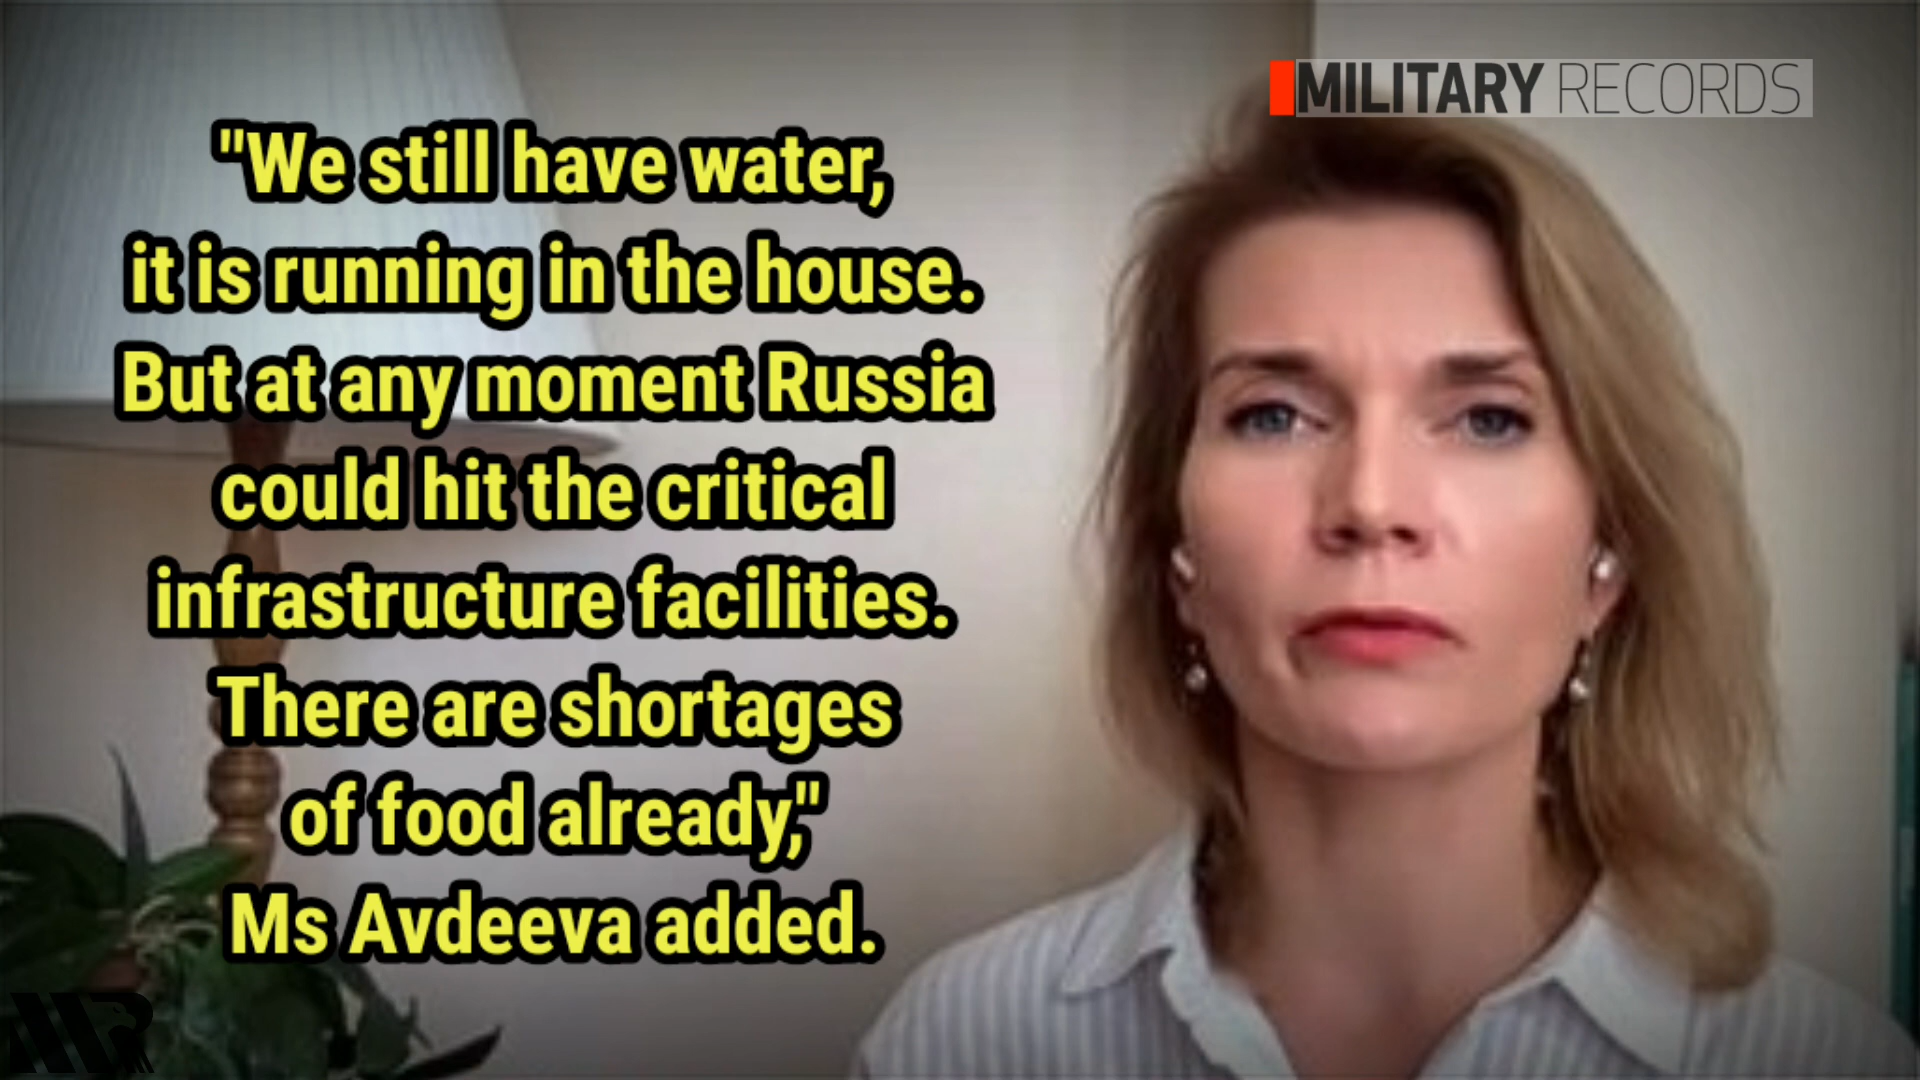 MILITARY RECORDS
"We still have water,
it is running in the house.
But at any moment Russia
could hit the critical
infrastructure facilities.
There are shortages
of food already,"
Ms Avdeeva added.
MR